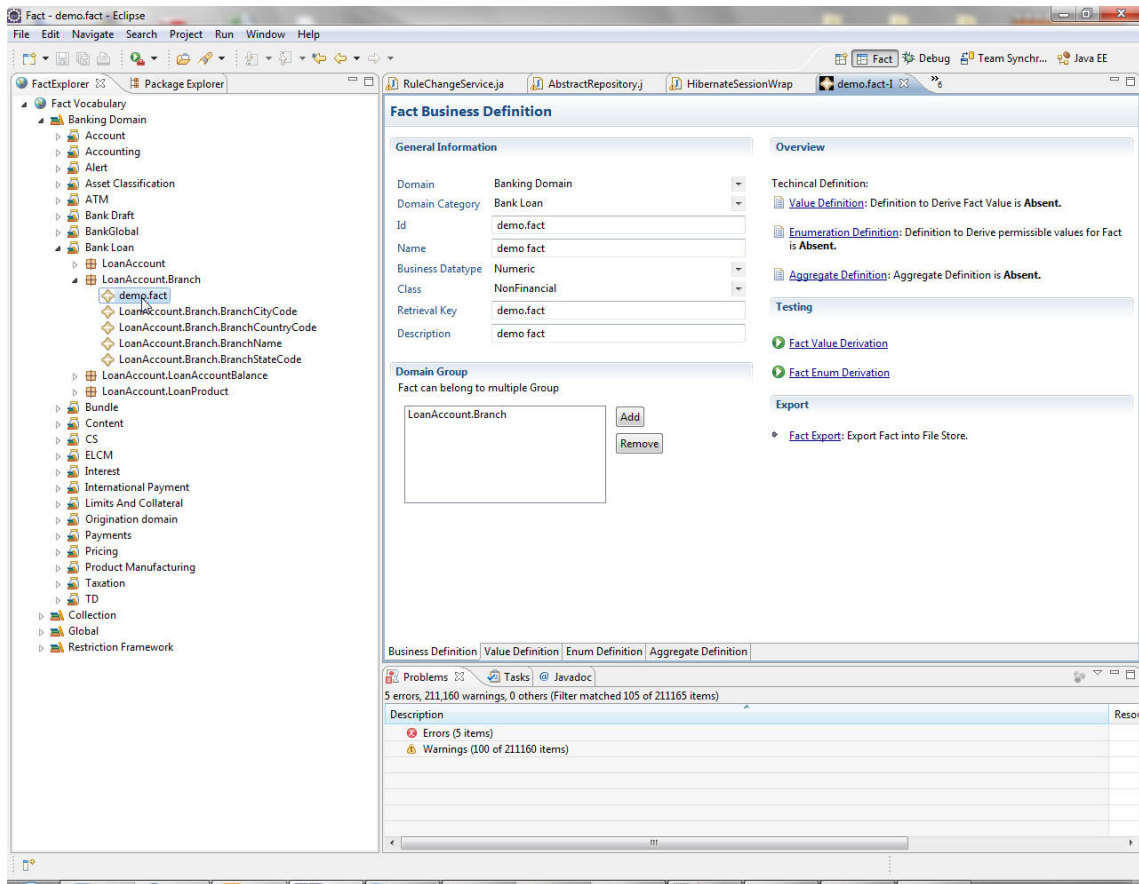 Fact - demo.fact - Eclipse
File Edit Navigate Search Project Run Window Help
Fact Debug Team Synchr... Java EE
FactExplorer Package Explorer
Fact Vocabulary
Banking Domain
Account
Accounting
Alert
Asset Classification
ATM
Bank Draft
BankGlobal
Bank Loan
LoanAccount
LoanAccount.Branch
demo.fact
LoanAccount.Branch.BranchCityCode
LoanAccount.Branch.BranchCountryCode
LoanAccount.Branch.BranchName
LoanAccount.Branch.BranchStateCode
LoanAccount.LoanAccountBalance
LoanAccount.LoanProduct
Bundle
Content
CS
ELCM
Interest
International Payment
Limits And Collateral
Origination domain
Payments
Pricing
Product Manufacturing
Taxation
TD
Collection
Global
Restriction Framework
RuleChangeService.ja AbstractRepository.j HibernateSessionWrap demo.fact-I »6
Fact Business Definition
General Information
Domain Banking Domain
Domain Category Bank Loan
Id demo.fact
Name demo fact
Business Datatype Numeric
Class NonFinancial
Retrieval Key demo.fact
Description demo fact
Domain Group
Fact can belong to multiple Group
LoanAccount.Branch
Add
Remove
Overview
Techincal Definition:
Value Definition: Definition to Derive Fact Value is Absent.
Enumeration Definition: Definition to Derive permissible values for Fact
is Absent.
Aggregate Definition: Aggregate Definition is Absent.
Testing
Fact Value Derivation
Fact Enum Derivation
Export
Fact Export: Export Fact into File Store.
Business Definition Value Definition Enum Definition Aggregate Definition
Problems Tasks @ Javadoc
5 errors, 211,160 warnings, 0 others (Filter matched 105 of 211165 items)
Description Resou
Errors (5 items)
Warnings (100 of 211160 items)